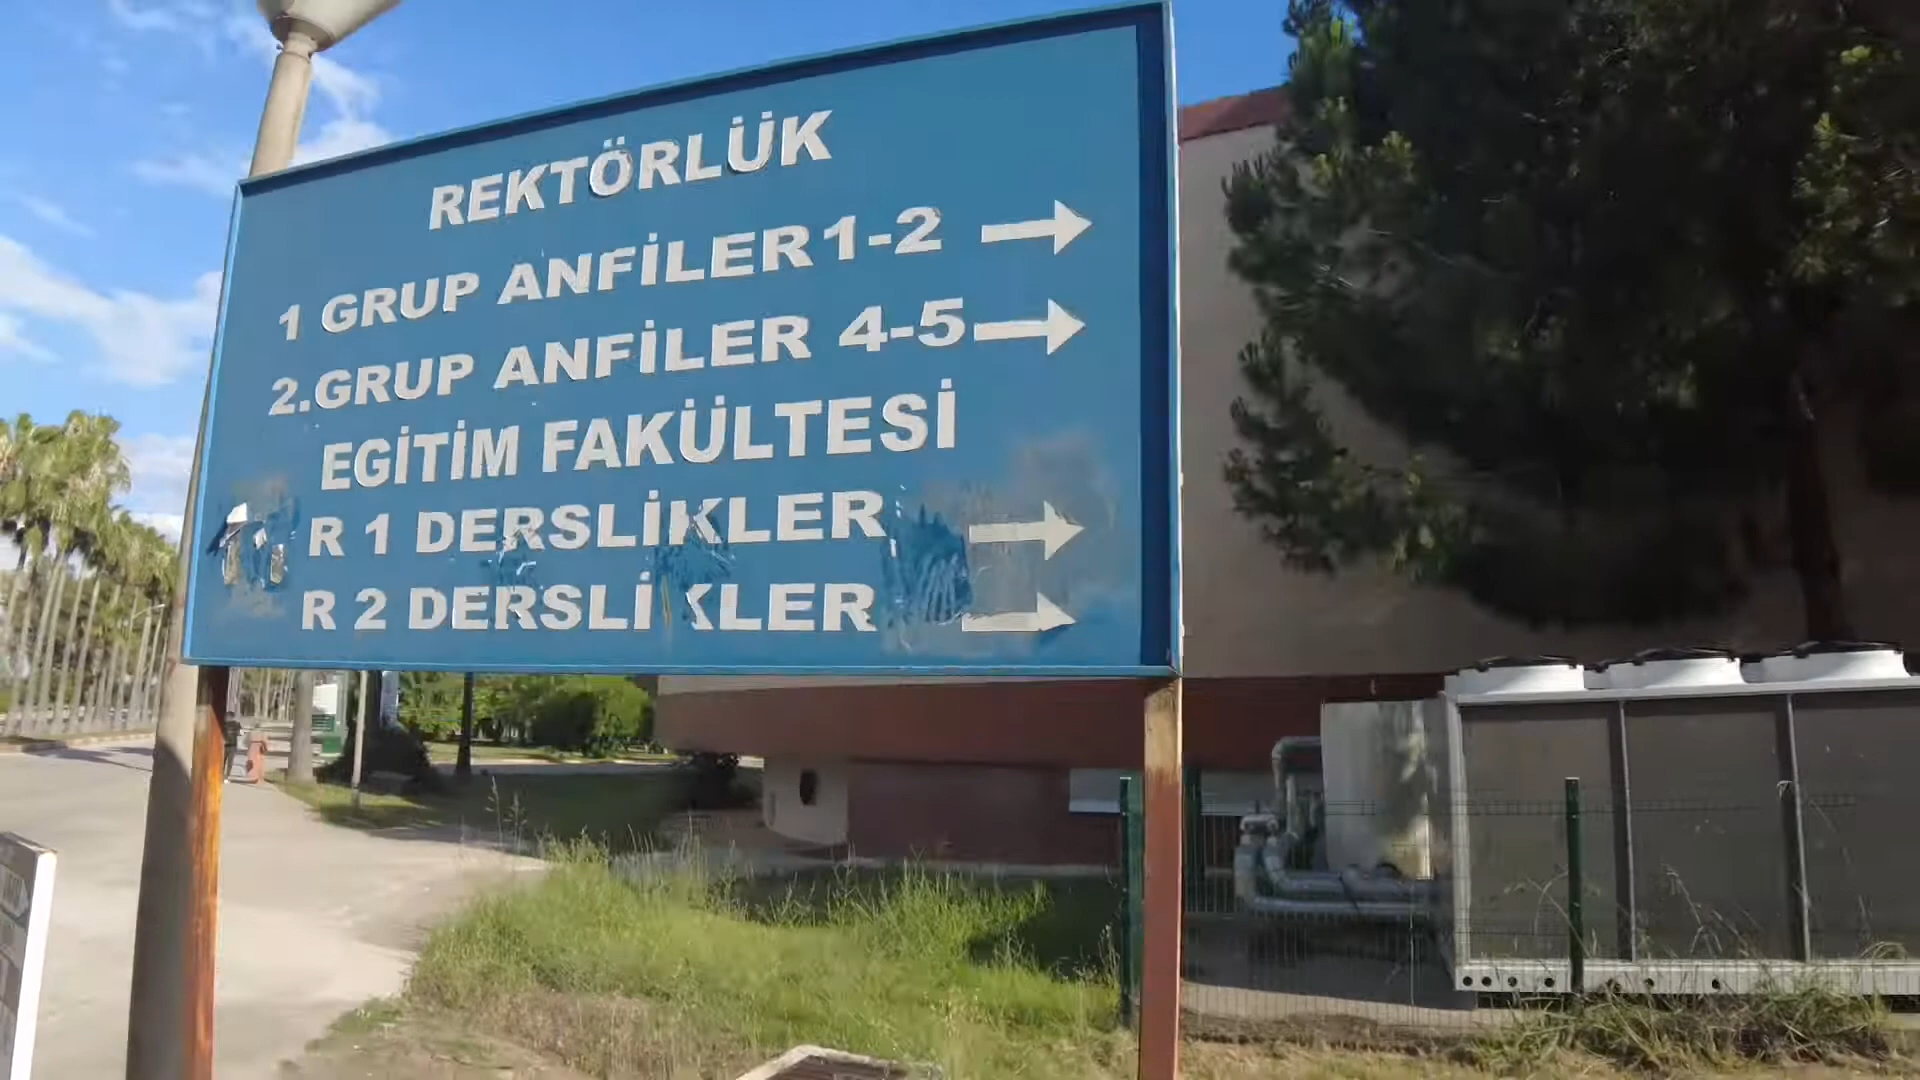 REKTÖRLÜK
1 GRUP ANFİLER 1-2
2.GRUP ANFİLER 4-5
EGİTİM FAKÜLTESİ
R 1 DERSLİKLER
R 2 DERSLİKLER